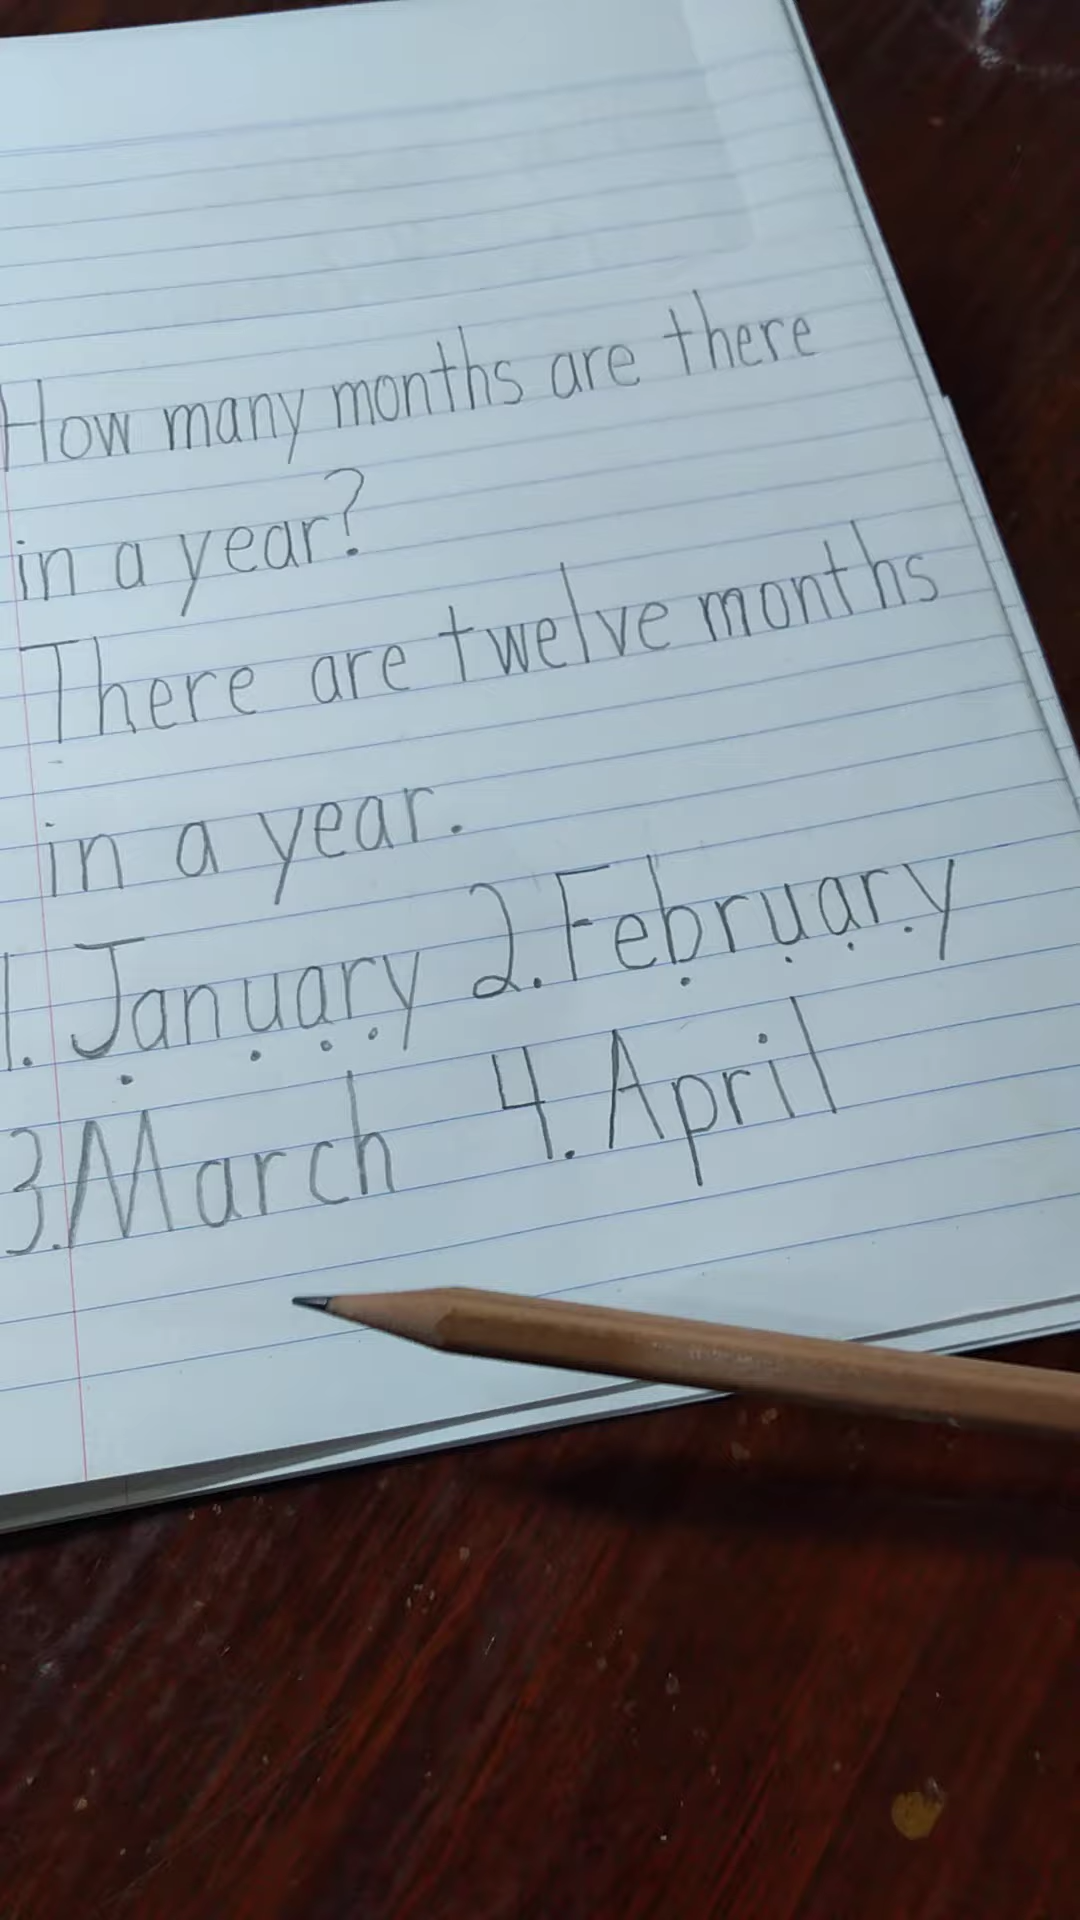 How many months are there
in a year?
There are twelve months
in a year.
1. January 2. February
3. March 4. April